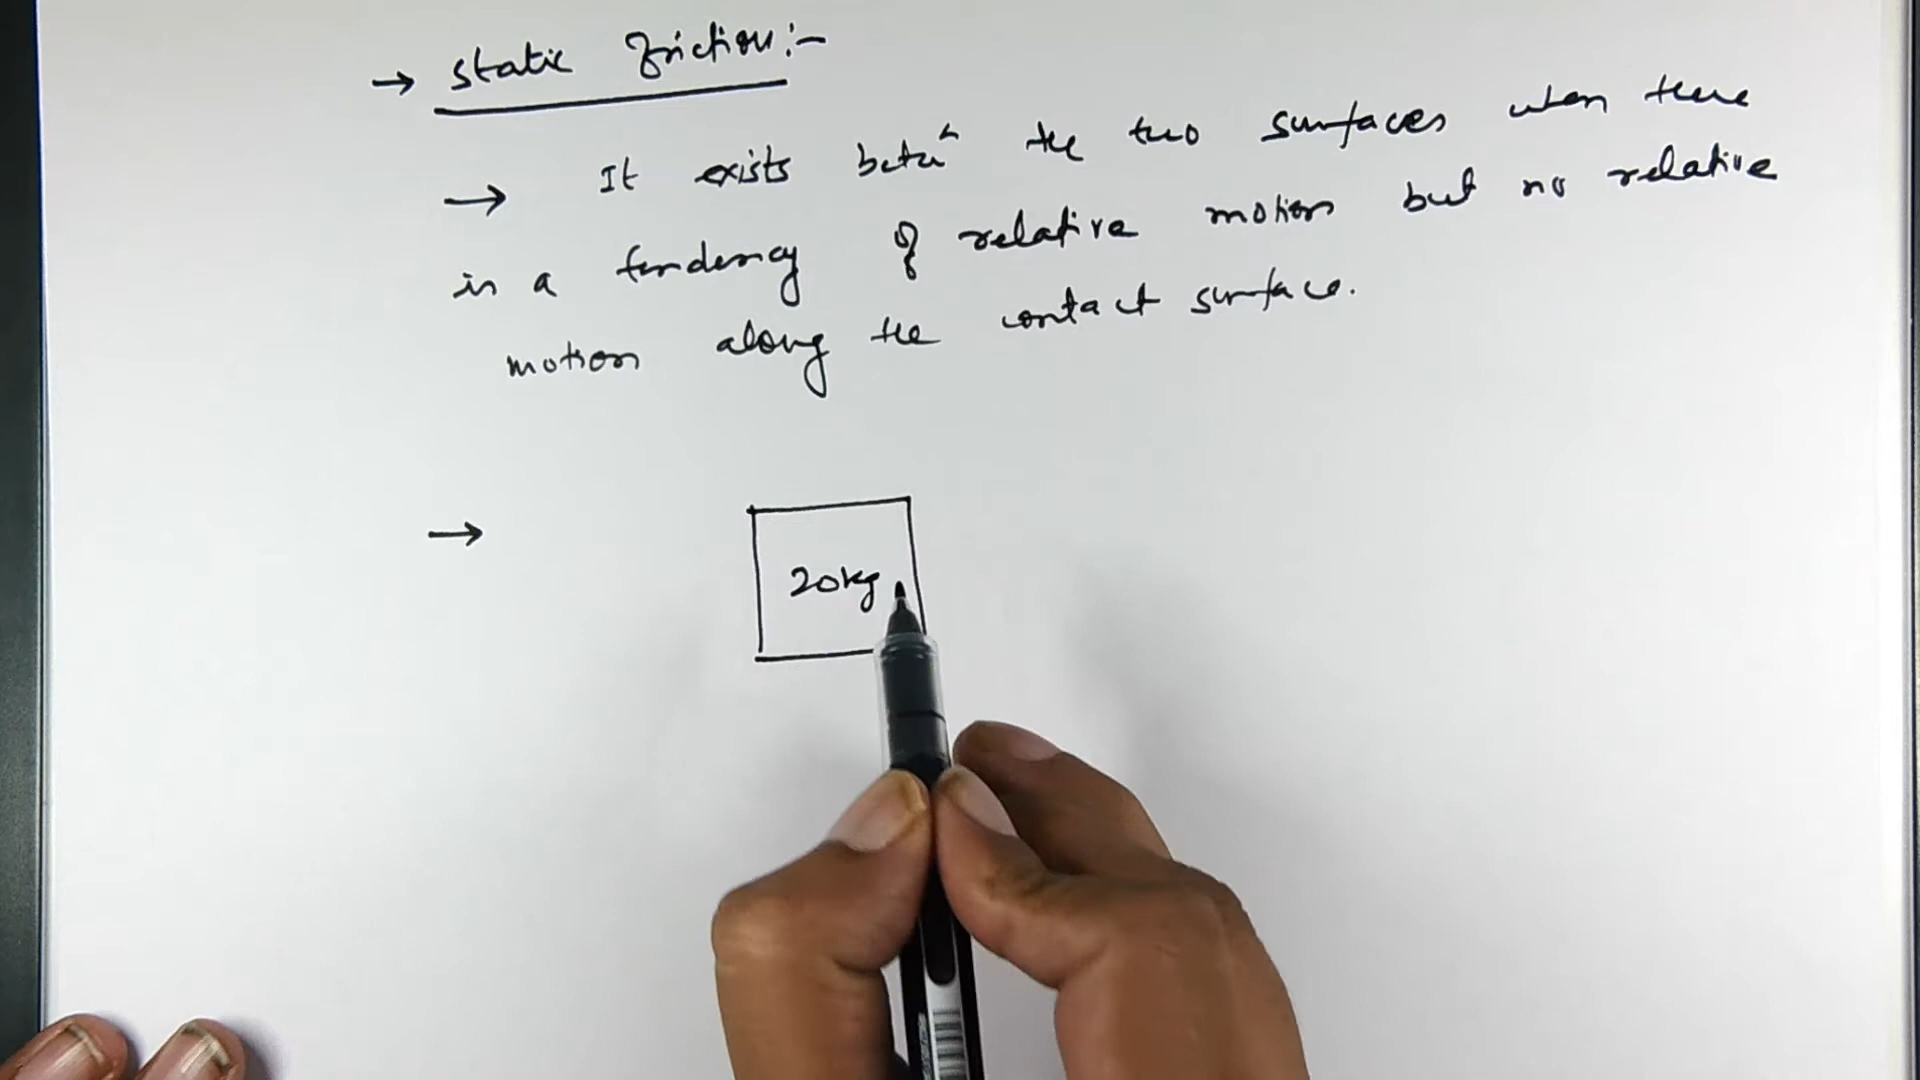 → static friction:-
→ It exists betwⁿ the two surfaces when there
is a tendency of relative motion but no relative
motion along the contact surface.
→
20kg